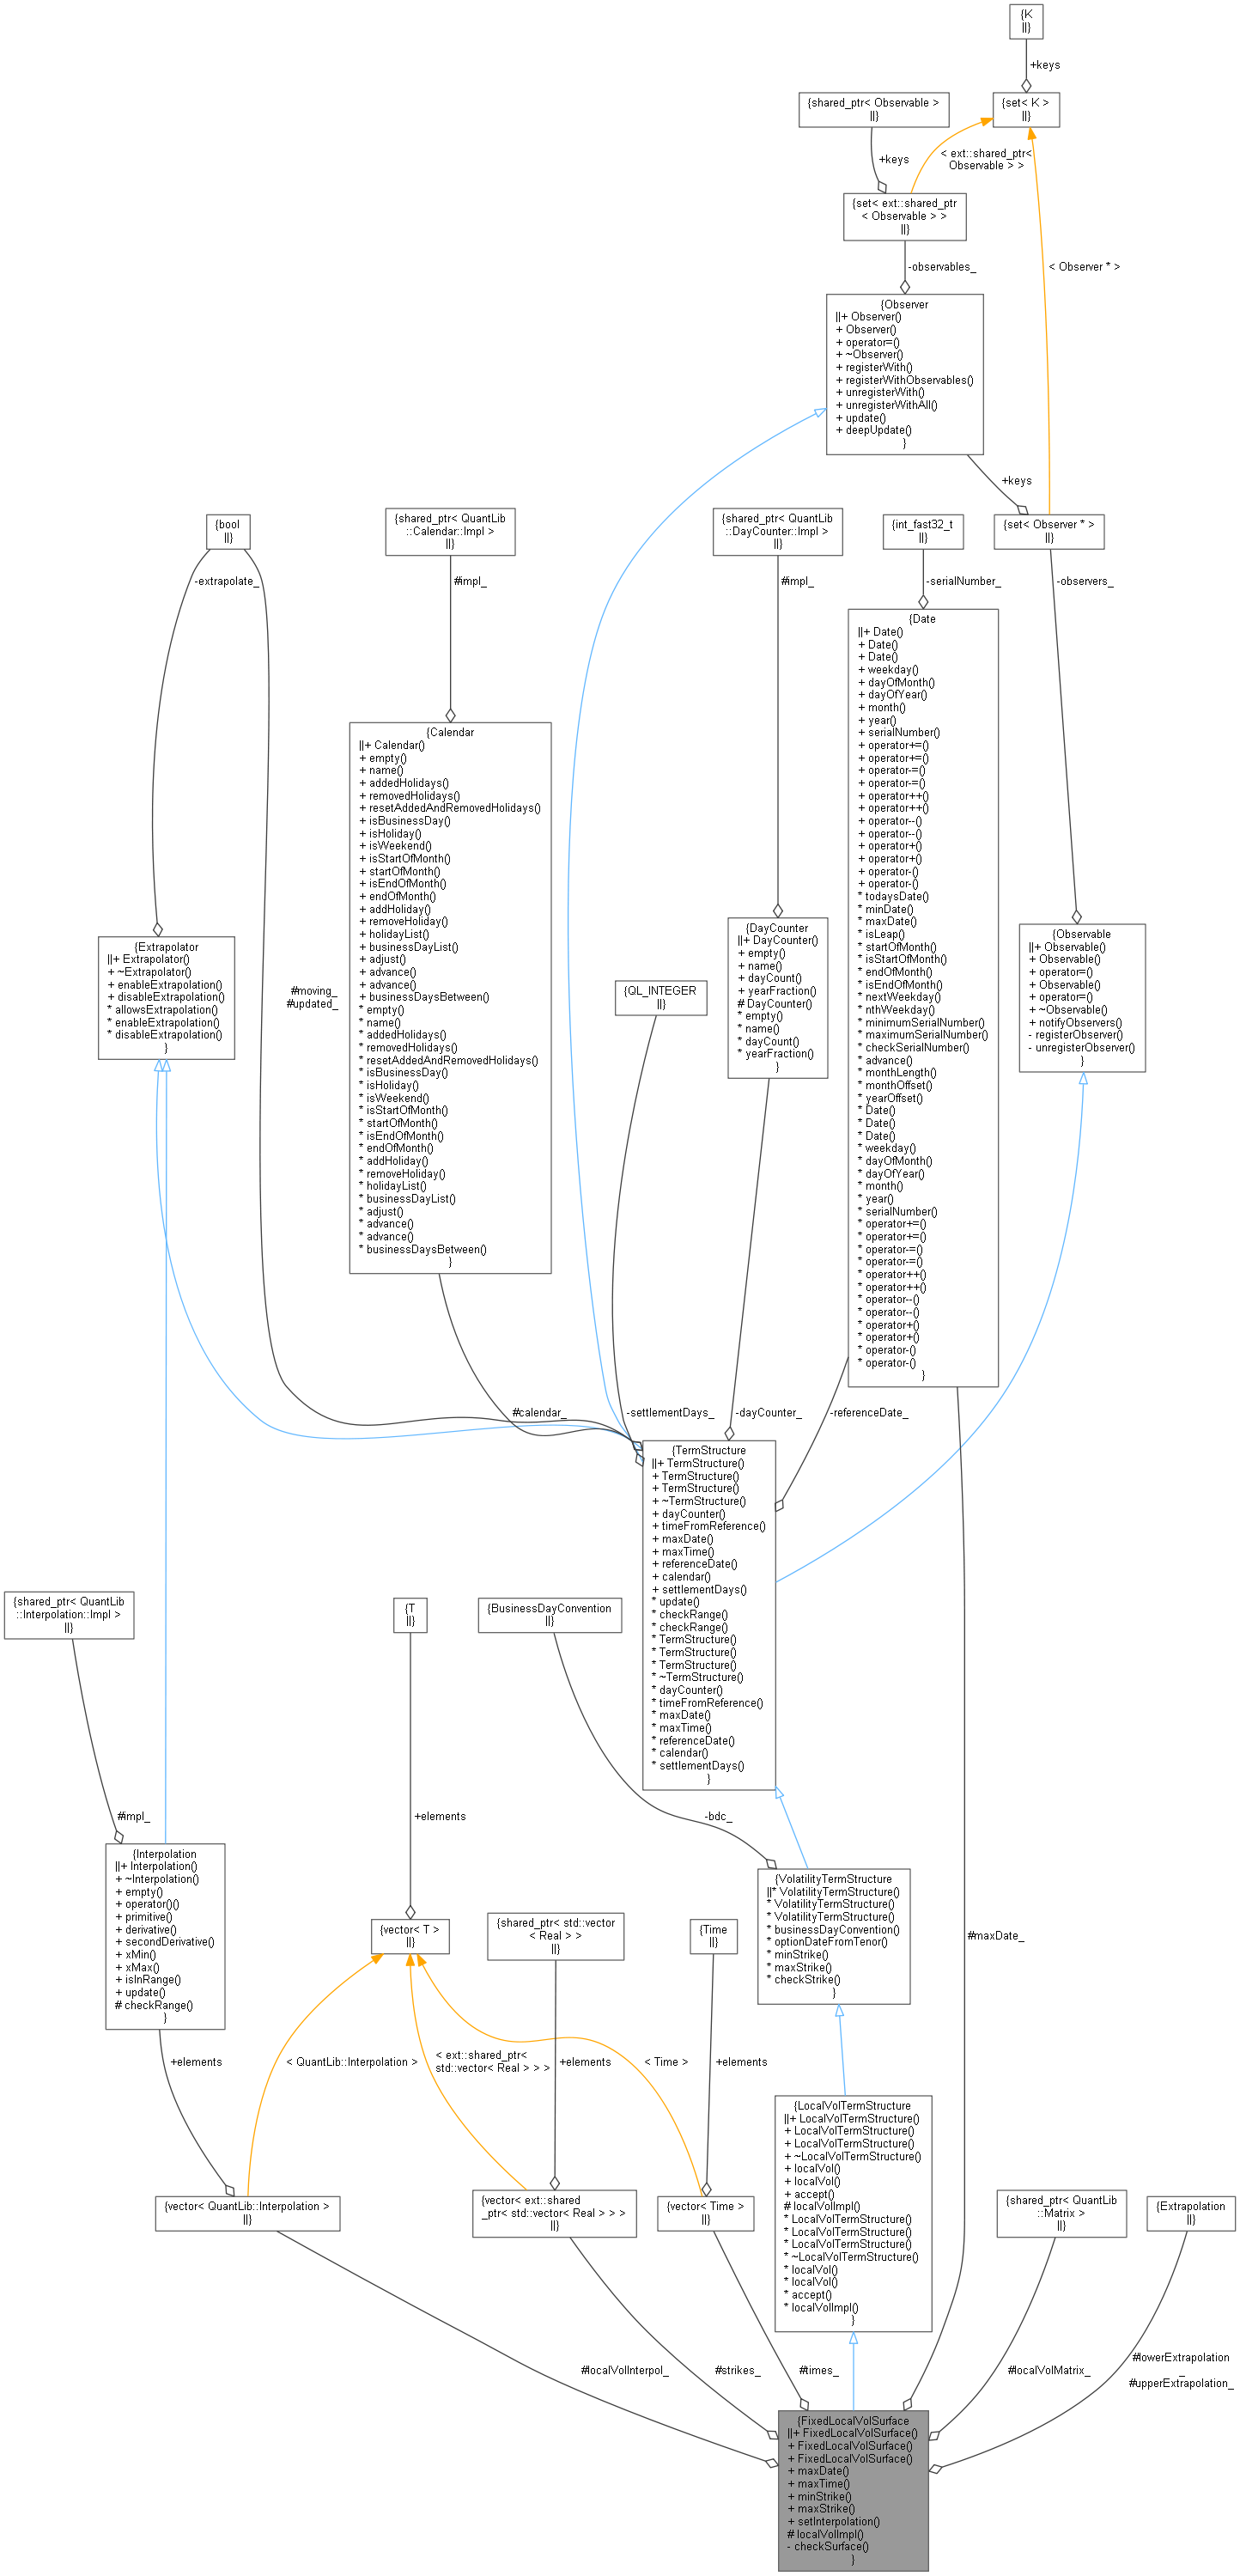 {K
||}
+keys
{shared_ptr< Observable >
||}
{set< K >
||}
+keys
< ext::shared_ptr<
Observable > >
{set< ext::shared_ptr
< Observable > >
||}
-observables_
< Observer * >
{Observer
||+ Observer()
+ Observer()
+ operator=()
+ ~Observer()
+ registerWith()
+ registerWithObservables()
+ unregisterWith()
+ unregisterWithAll()
+ update()
+ deepUpdate()
}
+keys
{bool
||}
{shared_ptr< QuantLib
::Calendar::Impl >
||}
{shared_ptr< QuantLib
::DayCounter::Impl >
||}
{int_fast32_t
||}
{set< Observer * >
||}
-extrapolate_
#impl_
#impl_
-serialNumber_
-observers_
{Date
||+ Date()
+ Date()
+ Date()
+ weekday()
+ dayOfMonth()
+ dayOfYear()
+ month()
+ year()
+ serialNumber()
+ operator+=()
+ operator+=()
+ operator-=()
+ operator-=()
+ operator++()
+ operator++()
+ operator--()
+ operator--()
+ operator+()
+ operator+()
+ operator-()
+ operator-()
* todaysDate()
* minDate()
* maxDate()
* isLeap()
* startOfMonth()
* isStartOfMonth()
* endOfMonth()
* isEndOfMonth()
* nextWeekday()
* nthWeekday()
* minimumSerialNumber()
* maximumSerialNumber()
* checkSerialNumber()
* advance()
* monthLength()
* monthOffset()
* yearOffset()
* Date()
* Date()
* Date()
* weekday()
* dayOfMonth()
* dayOfYear()
* month()
* year()
* serialNumber()
* operator+=()
* operator+=()
* operator-=()
* operator-=()
* operator++()
* operator++()
* operator--()
* operator--()
* operator+()
* operator+()
* operator-()
* operator-()
}
{Calendar
||+ Calendar()
+ empty()
+ name()
+ addedHolidays()
+ removedHolidays()
+ resetAddedAndRemovedHolidays()
+ isBusinessDay()
+ isHoliday()
+ isWeekend()
+ isStartOfMonth()
+ startOfMonth()
+ isEndOfMonth()
+ endOfMonth()
+ addHoliday()
+ removeHoliday()
+ holidayList()
+ businessDayList()
+ adjust()
+ advance()
+ advance()
+ businessDaysBetween()
* empty()
* name()
* addedHolidays()
* removedHolidays()
* resetAddedAndRemovedHolidays()
* isBusinessDay()
* isHoliday()
* isWeekend()
* isStartOfMonth()
* startOfMonth()
* isEndOfMonth()
* endOfMonth()
* addHoliday()
* removeHoliday()
* holidayList()
* businessDayList()
* adjust()
* advance()
* advance()
* businessDaysBetween()
}
{Extrapolator
||+ Extrapolator()
+ ~Extrapolator()
+ enableExtrapolation()
+ disableExtrapolation()
* allowsExtrapolation()
* enableExtrapolation()
* disableExtrapolation()
}
#moving_
#updated_
{QL_INTEGER
||}
{DayCounter
||+ DayCounter()
+ empty()
+ name()
+ dayCount()
+ yearFraction()
# DayCounter()
* empty()
* name()
* dayCount()
* yearFraction()
}
{Observable
||+ Observable()
+ Observable()
+ operator=()
+ Observable()
+ operator=()
+ ~Observable()
+ notifyObservers()
- registerObserver()
- unregisterObserver()
}
#calendar_
-settlementDays_
-dayCounter_
-referenceDate_
{TermStructure
||+ TermStructure()
+ TermStructure()
+ TermStructure()
+ ~TermStructure()
+ dayCounter()
+ timeFromReference()
+ maxDate()
+ maxTime()
+ referenceDate()
+ calendar()
+ settlementDays()
* update()
* checkRange()
* checkRange()
* TermStructure()
* TermStructure()
* TermStructure()
* ~TermStructure()
* dayCounter()
* timeFromReference()
* maxDate()
* maxTime()
* referenceDate()
* calendar()
* settlementDays()
}
{shared_ptr< QuantLib
::Interpolation::Impl >
||}
{T
||}
{BusinessDayConvention
||}
#impl_
+elements
-bdc_
{Interpolation
||+ Interpolation()
+ ~Interpolation()
+ empty()
+ operator()()
+ primitive()
+ derivative()
+ secondDerivative()
+ xMin()
+ xMax()
+ isInRange()
+ update()
# checkRange()
}
{vector< T >
||}
{shared_ptr< std::vector
< Real > >
||}
{Time
||}
{VolatilityTermStructure
||* VolatilityTermStructure()
* VolatilityTermStructure()
* VolatilityTermStructure()
* businessDayConvention()
* optionDateFromTenor()
* minStrike()
* maxStrike()
* checkStrike()
}
#maxDate_
+elements
< QuantLib::Interpolation >
< ext::shared_ptr<
std::vector< Real > > >
+elements
< Time >
+elements
{LocalVolTermStructure
||+ LocalVolTermStructure()
+ LocalVolTermStructure()
+ LocalVolTermStructure()
+ ~LocalVolTermStructure()
+ localVol()
+ localVol()
+ accept()
# localVolImpl()
* LocalVolTermStructure()
* LocalVolTermStructure()
* LocalVolTermStructure()
* ~LocalVolTermStructure()
* localVol()
* localVol()
* accept()
* localVolImpl()
}
{vector< QuantLib::Interpolation >
||}
{vector< ext::shared
_ptr< std::vector< Real > > >
||}
{vector< Time >
||}
{shared_ptr< QuantLib
::Matrix >
||}
{Extrapolation
||}
#localVolInterpol_
#strikes_
#times_
#localVolMatrix_
#lowerExtrapolation
_
#upperExtrapolation_
{FixedLocalVolSurface
||+ FixedLocalVolSurface()
+ FixedLocalVolSurface()
+ FixedLocalVolSurface()
+ maxDate()
+ maxTime()
+ minStrike()
+ maxStrike()
+ setInterpolation()
# localVolImpl()
- checkSurface()
}